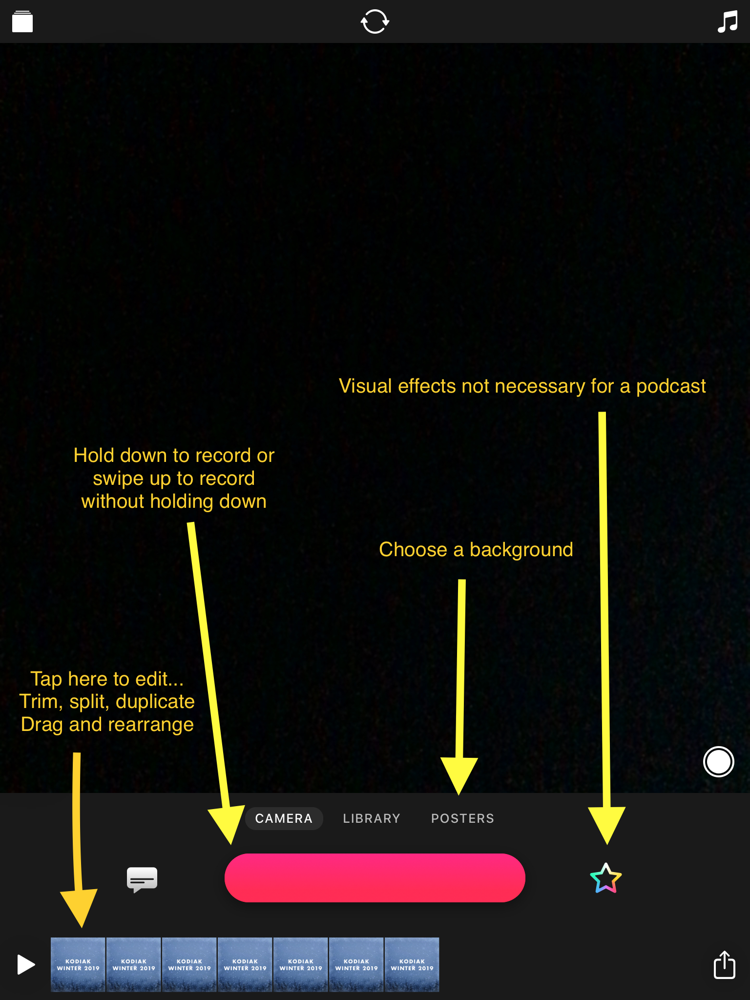 Visual effects not necessary for a podcast
Hold down to record or
swipe up to record
without holding down
Choose a background
Tap here to edit...
Trim, split, duplicate
Drag and rearrange
CAMERA LIBRARY POSTERS
KODIAK
WINTER 2019
KODIAK
WINTER 2019
KODIAK
WINTER 2019
KODIAK
WINTER 2019
KODIAK
WINTER 2019
KODIAK
WINTER 2019
KODIAK
WINTER 2019